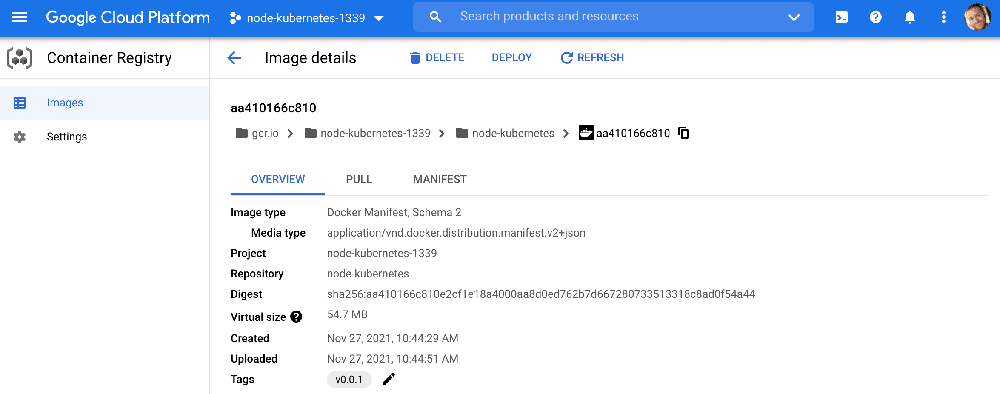 Google Cloud Platform node-kubernetes-1339 Search products and resources
Container Registry
Image details DELETE DEPLOY REFRESH
Images
Settings
aa410166c810
gcr.io node-kubernetes-1339 node-kubernetes aa410166c810
OVERVIEW PULL MANIFEST
Image type Docker Manifest, Schema 2
Media type application/vnd.docker.distribution.manifest.v2+json
Project node-kubernetes-1339
Repository node-kubernetes
Digest sha256:aa410166c810e2cf1e18a4000aa8d0ed762b7d667280733513318c8ad0f54a44
Virtual size 54.7 MB
Created Nov 27, 2021, 10:44:29 AM
Uploaded Nov 27, 2021, 10:44:51 AM
Tags v0.0.1